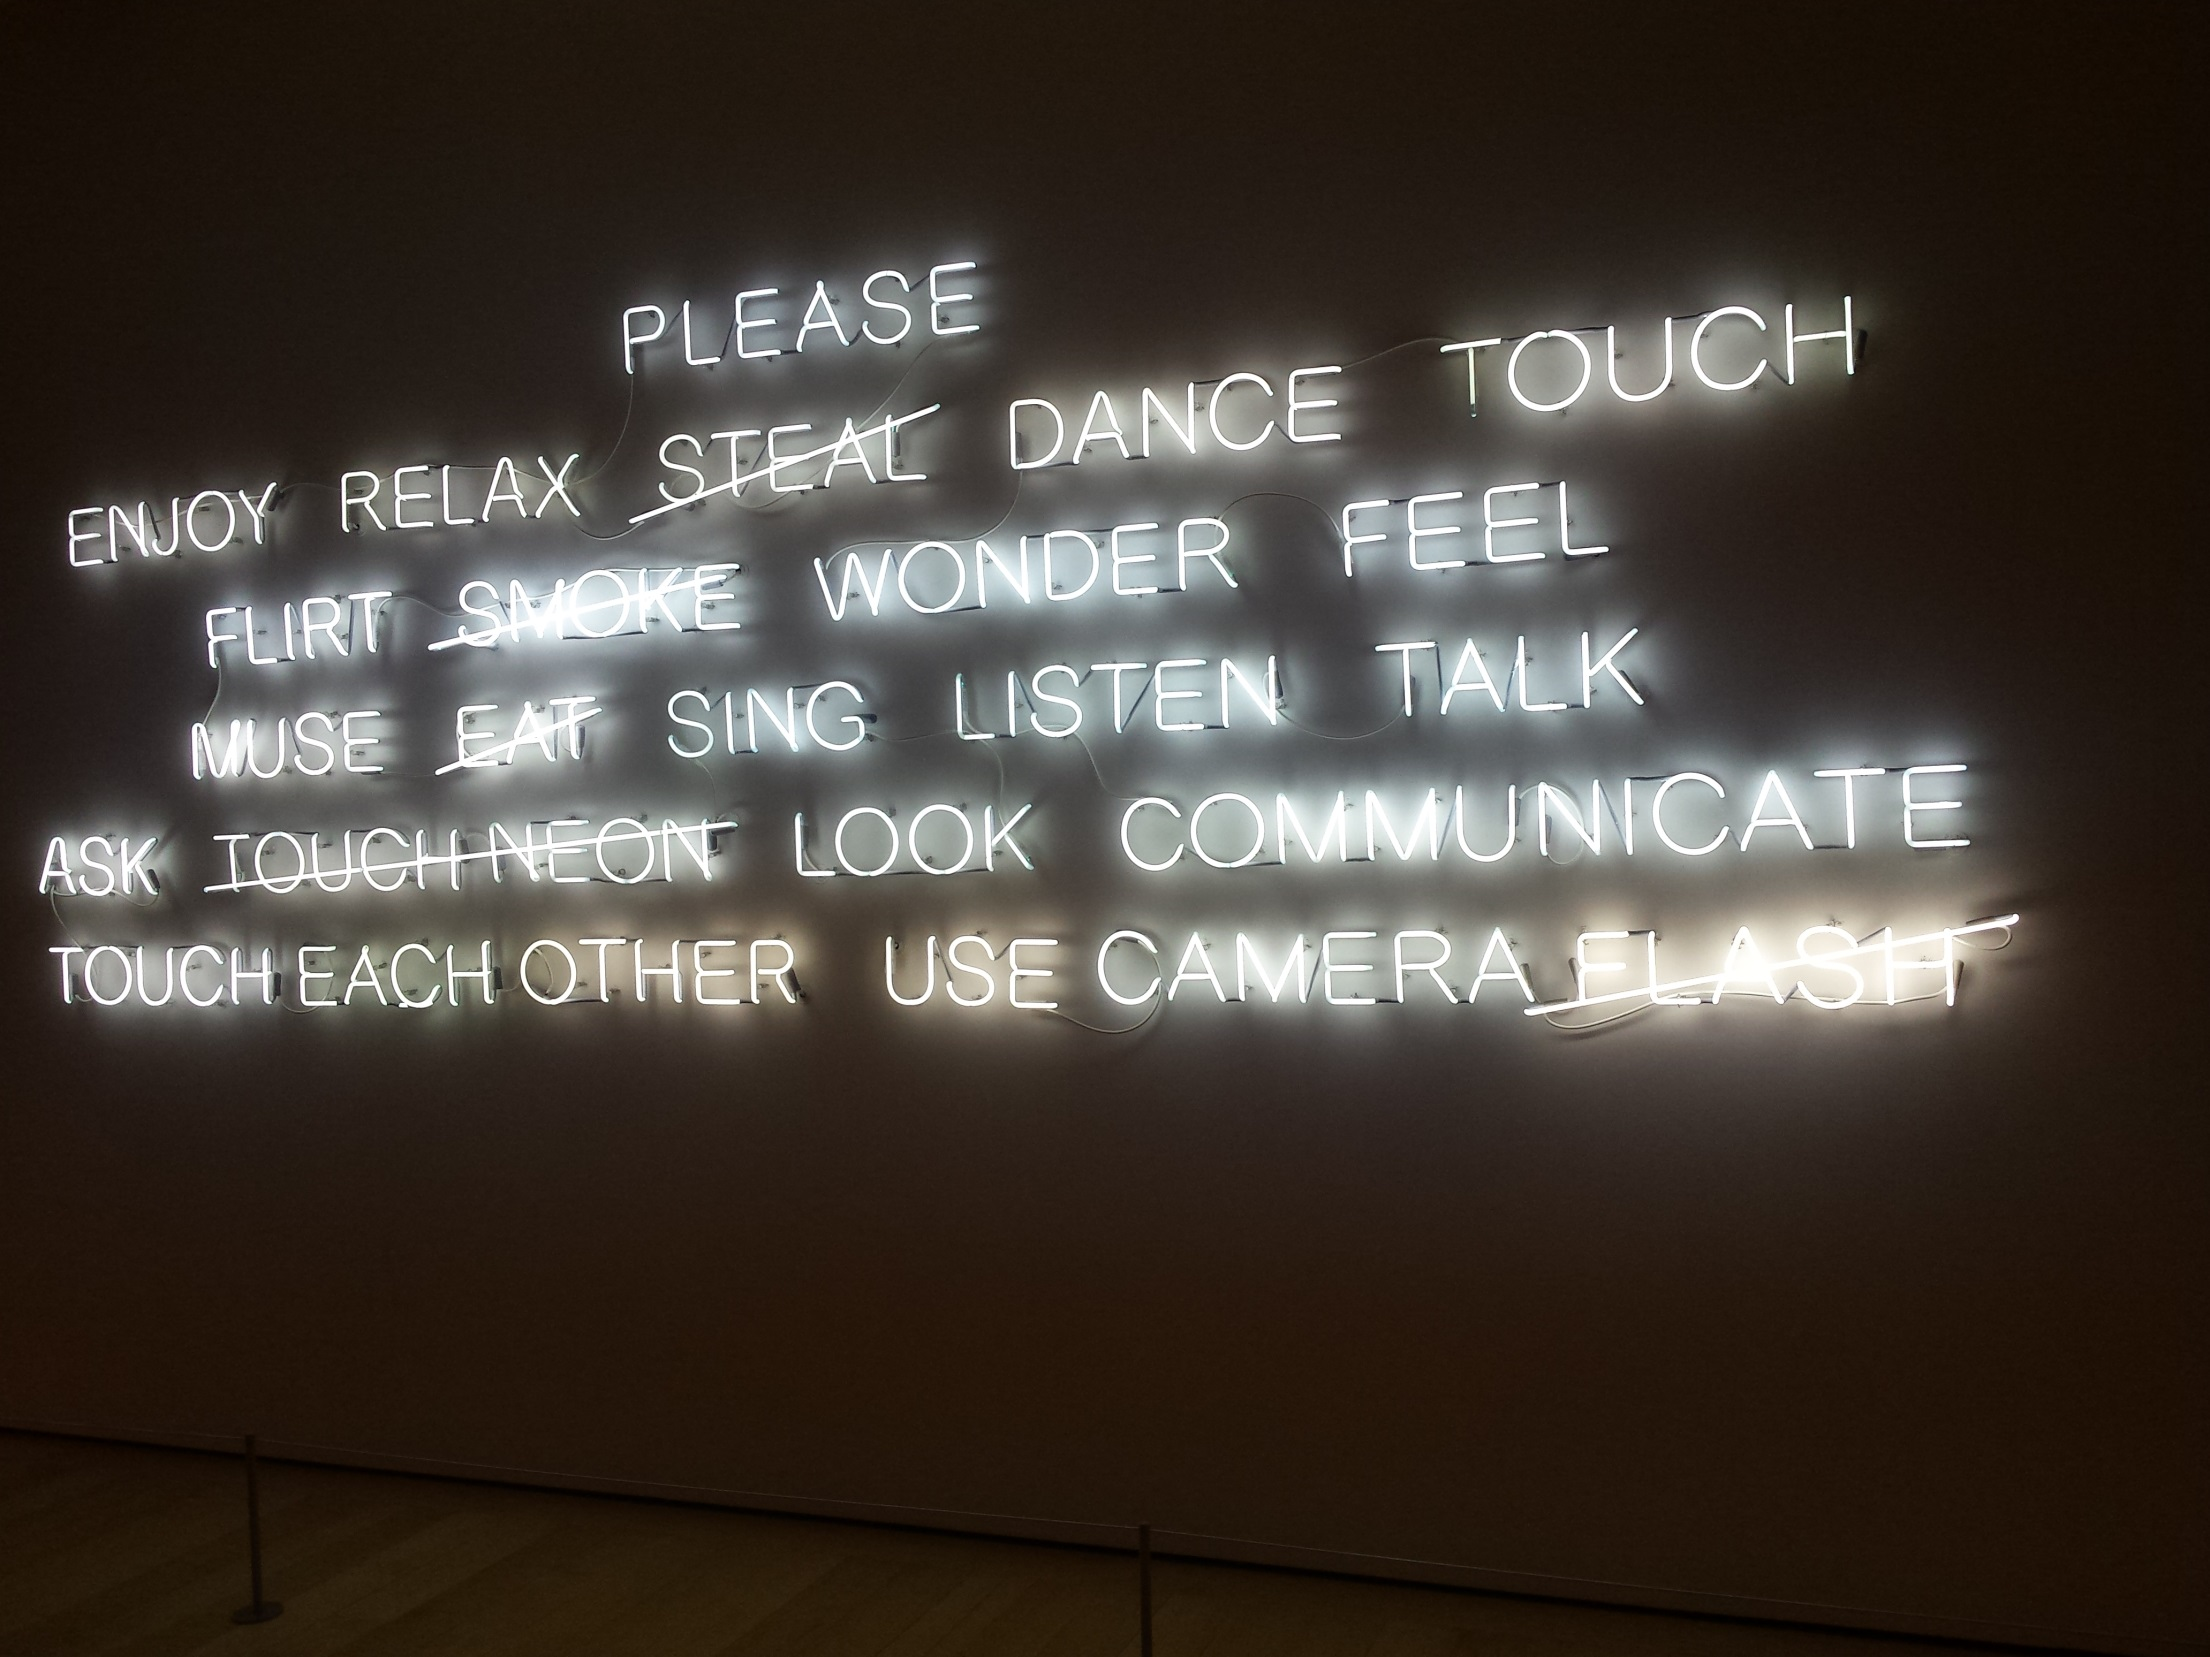 PLEASE
ENJOY RELAX STEAL DANCE TOUCH
FLIRT SMOKE WONDER FEEL
MUSE EAT SING LISTEN TALK
ASK TOUCH NEON LOOK COMMUNICATE
TOUCH EACH OTHER USE CAMERA FLASH